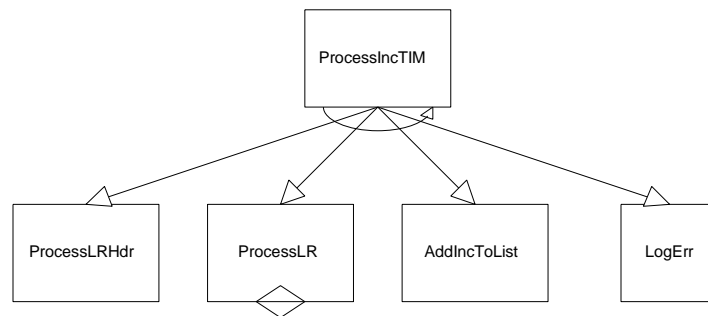 ProcessIncTIM
ProcessLRHdr
ProcessLR
AddIncToList
LogErr